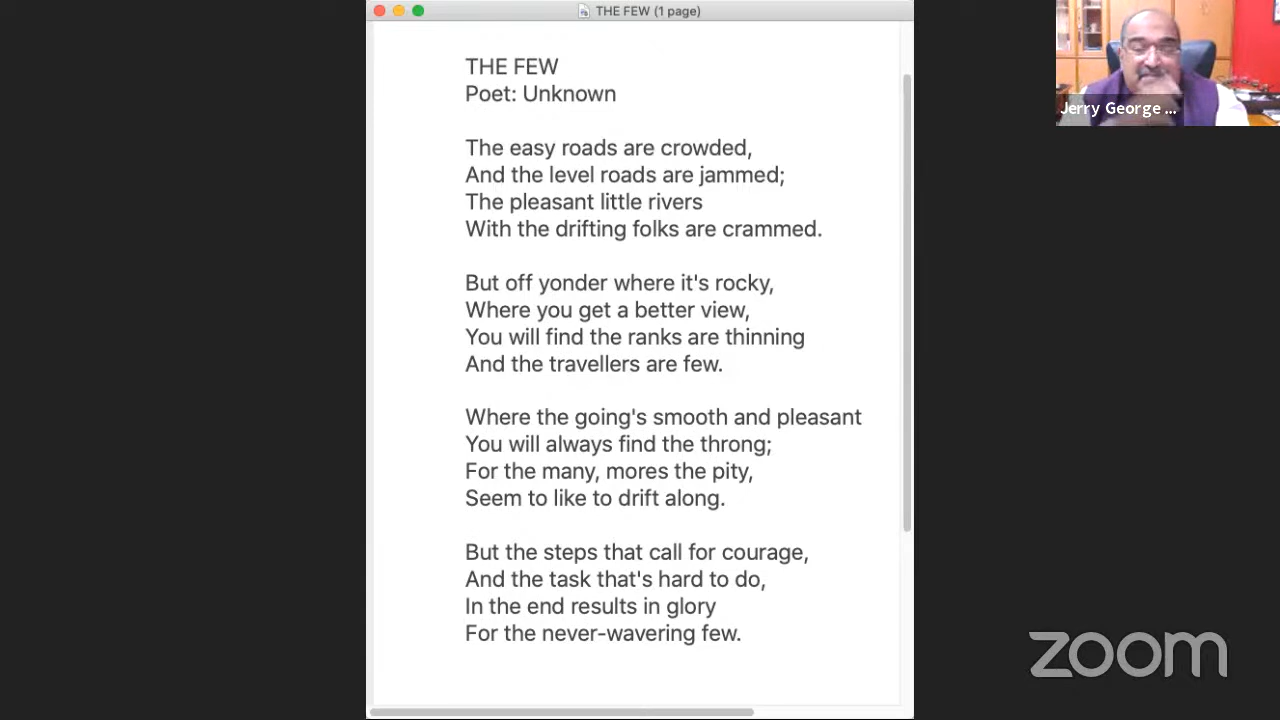 THE FEW (1 page)
THE FEW
Poet: Unknown
The easy roads are crowded,
And the level roads are jammed;
The pleasant little rivers
With the drifting folks are crammed.
But off yonder where it's rocky,
Where you get a better view,
You will find the ranks are thinning
And the travellers are few.
Where the going's smooth and pleasant
You will always find the throng;
For the many, mores the pity,
Seem to like to drift along.
But the steps that call for courage,
And the task that's hard to do,
In the end results in glory
For the never-wavering few.
Jerry George ...
zoom